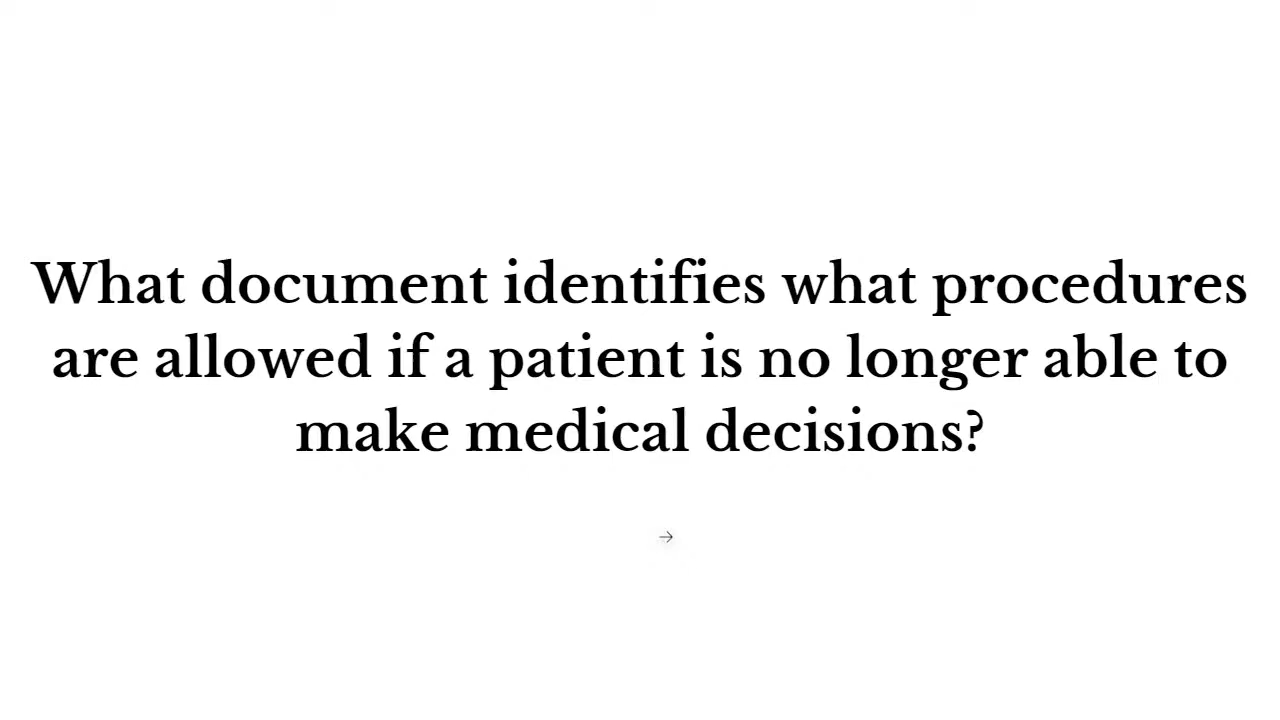 What document identifies what procedures
are allowed if a patient is no longer able to
make medical decisions?
→